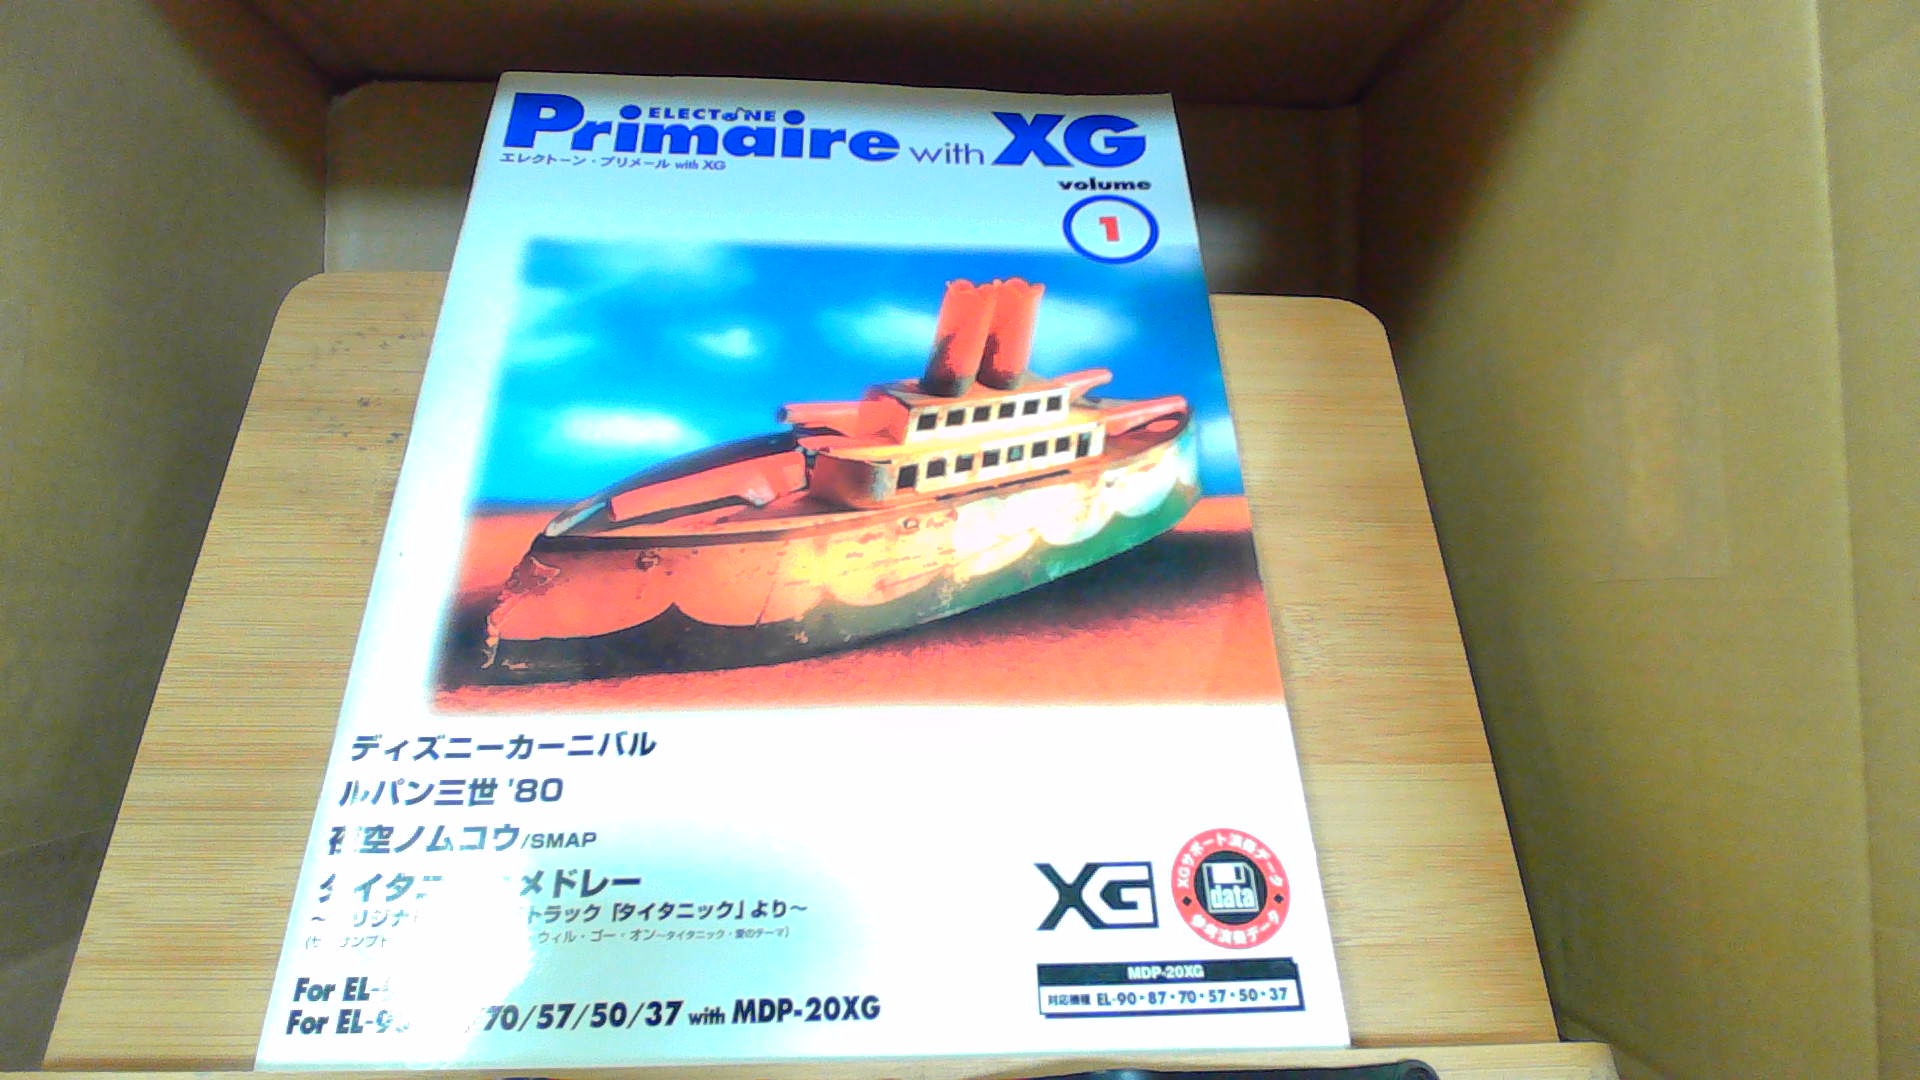 ELECTONE
Primaire with XG
エレクトーン・プリメール with XG
volume
1
ディズニーカーニバル
ルパン三世 '80
夜空ノムコウ/SMAP
メドレー
トラック「タイタニック」より～
ウィル・ゴー・オン～タイタニック・愛のテーマ)
For EL-
For EL-90
70/57/50/37 with MDP-20XG
XG
XGサポート演奏データ
data
参考演奏データ
MDP-20XG
対応機種 EL-90・87・70・57・50・37